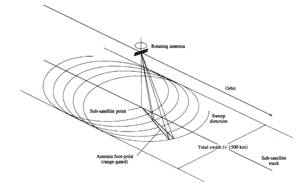 Rotating antenna
Orbit
Sub-satellite point
Sweep
direction
Antenna foot-print
(range-gated)
Total swath (> 1500 km)
Sub-satellite
track